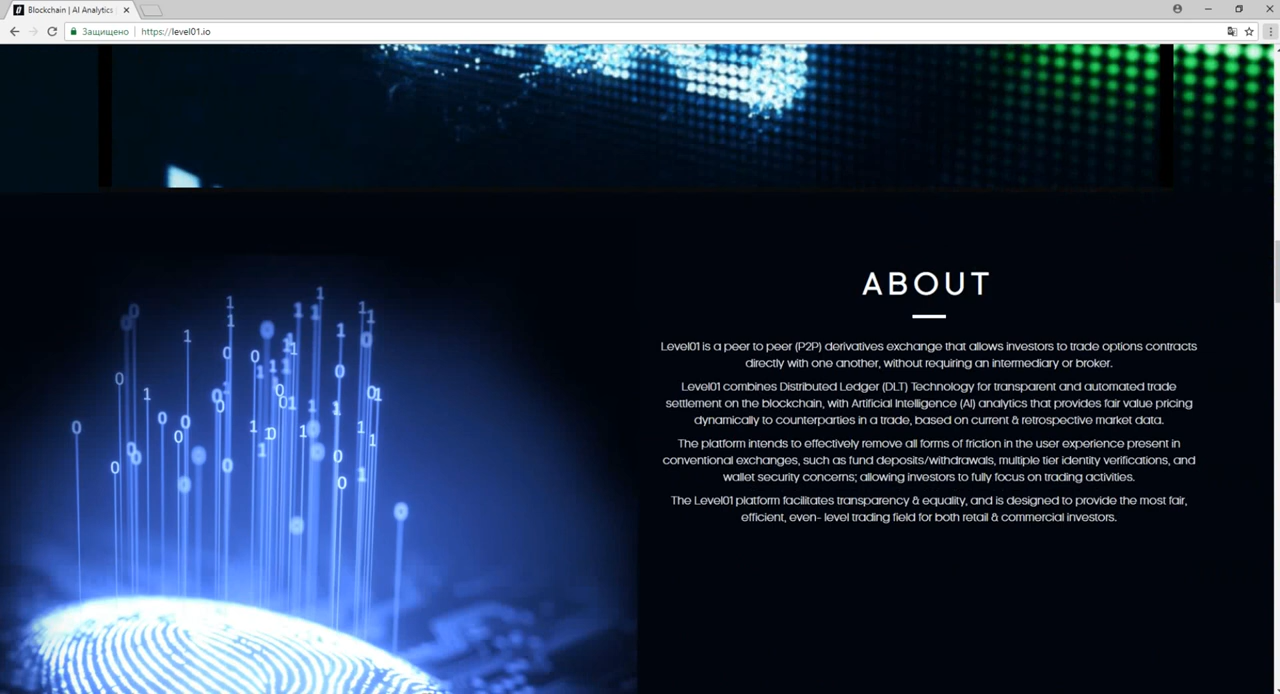 Blockchain | AI Analytics
Защищено
https://level01.io
ABOUT
Level01 is a peer to peer (P2P) derivatives exchange that allows investors to trade options contracts
directly with one another, without requiring an intermediary or broker.
Level01 combines Distributed Ledger (DLT) Technology for transparent and automated trade
settlement on the blockchain, with Artificial Intelligence (AI) analytics that provides fair value pricing
dynamically to counterparties in a trade, based on current & retrospective market data.
The platform intends to effectively remove all forms of friction in the user experience present in
conventional exchanges, such as fund deposits/withdrawals, multiple tier identity verifications, and
wallet security concerns; allowing investors to fully focus on trading activities.
The Level01 platform facilitates transparency & equality, and is designed to provide the most fair,
efficient, even- level trading field for both retail & commercial investors.